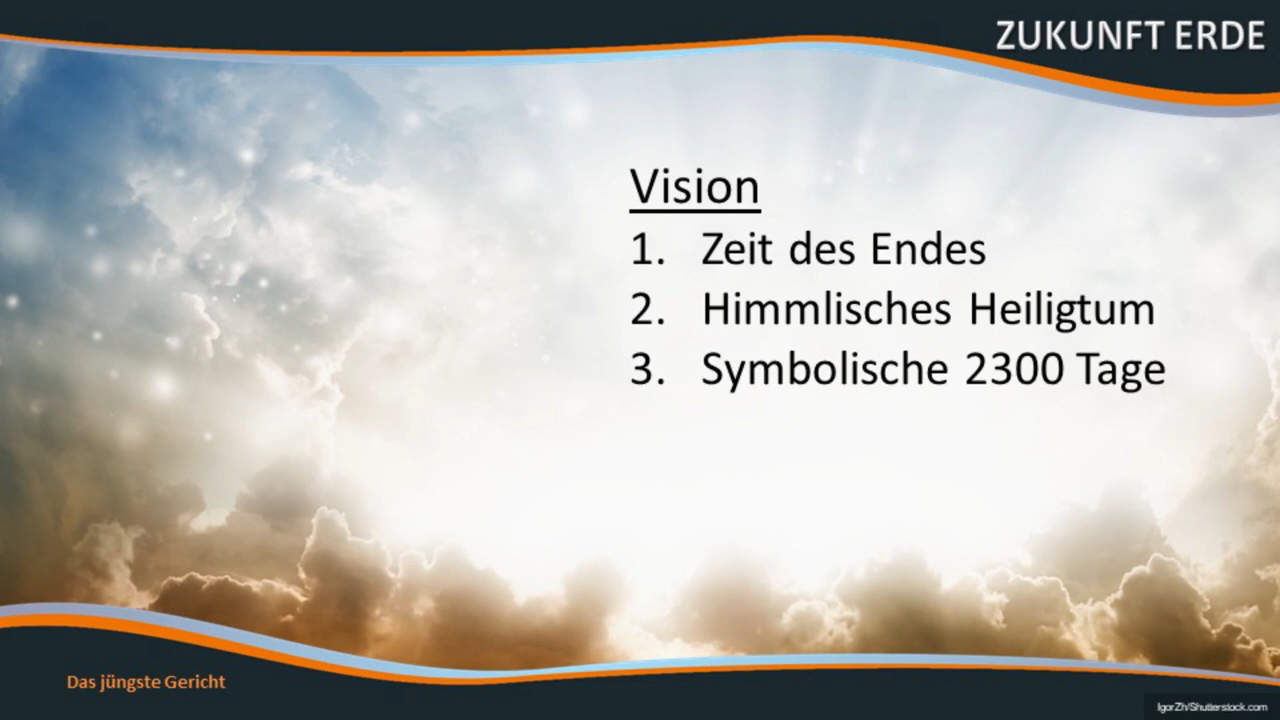 ZUKUNFT ERDE
Vision
1. Zeit des Endes
2. Himmlisches Heiligtum
3. Symbolische 2300 Tage
Das jüngste Gericht
IgorZh/Shutterstock.com